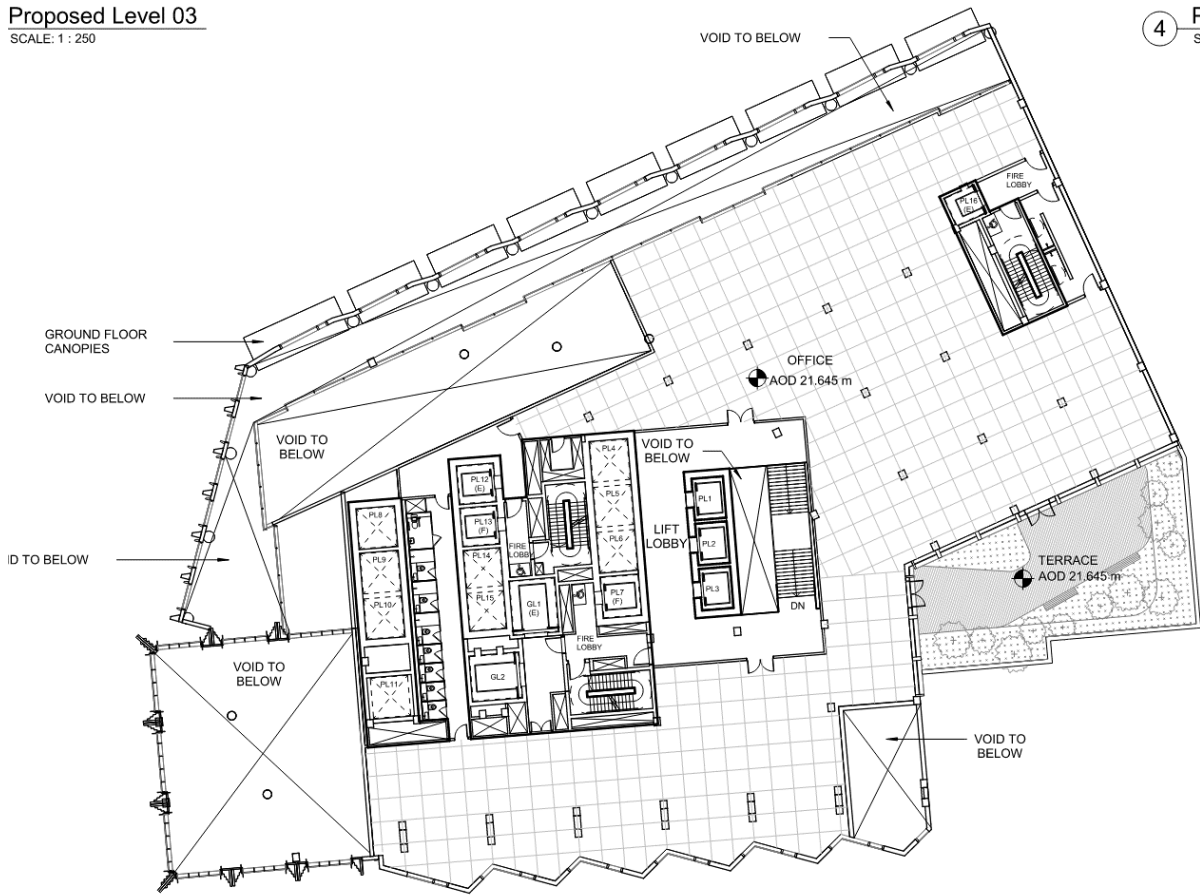 Proposed Level 03
SCALE: 1 : 250
4
VOID TO BELOW
FIRE
LOBBY
PL16
(E)
GROUND FLOOR
CANOPIES
OFFICE
AOD 21.645 m
VOID TO BELOW
VOID TO
BELOW
VOID TO
BELOW
PL4
PL12
(E)
PL5
PL1
PL8
PL13
(F)
LIFT
LOBBY
PL6
PL2
FIRE
LOBBY
PL9
PL14
TERRACE
AOD 21.645 m
ID TO BELOW
PL10
PL15
GL1
(E)
PL7
(F)
PL3
DN
FIRE
LOBBY
VOID TO
BELOW
GL2
PL11
VOID TO
BELOW